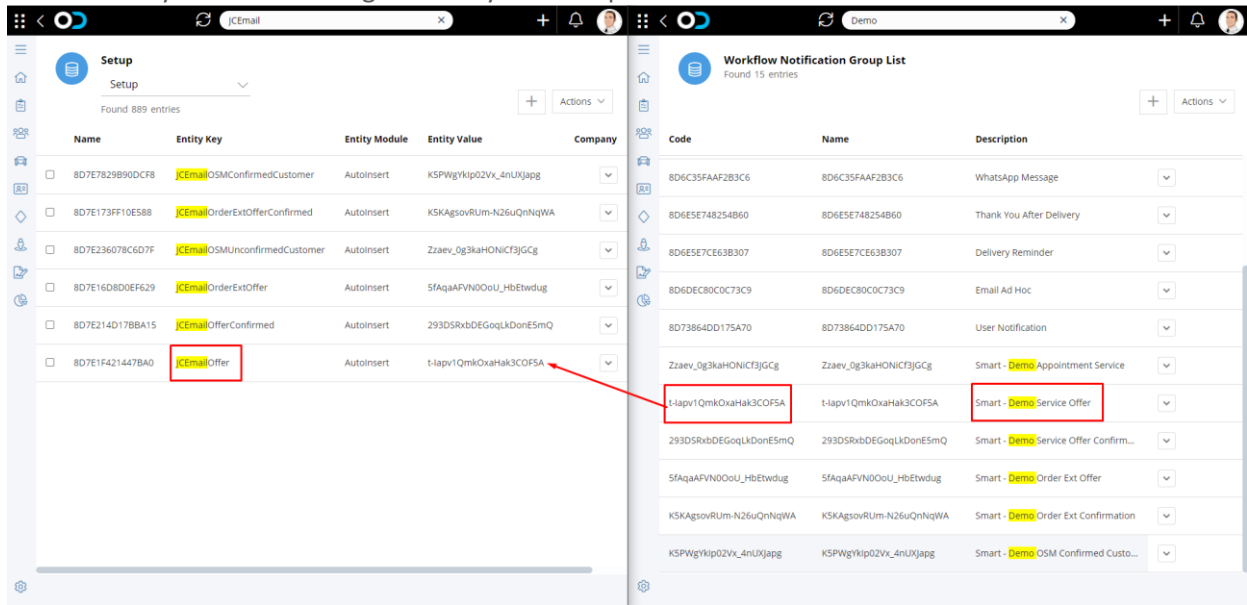 JCEmail
Setup
Setup
Found 889 entries
Actions
Name Entity Key Entity Module Entity Value Company
8D7E7829B90DCF8 JCEmailOSMConfirmedCustomer AutoInsert K5PWgYkIp02Vx_4nUXJapg
8D7E173FF10E588 JCEmailOrderExtOfferConfirmed AutoInsert K5KAgsovRUm-N26uQnNqWA
8D7E236078C6D7F JCEmailOSMUnconfirmedCustomer AutoInsert Zzaev_0g3kaHONiCf3JGCg
8D7E16D8D0EF629 JCEmailOrderExtOffer AutoInsert 5fAqaAFVN0OoU_HbEtwdug
8D7E214D17BBA15 JCEmailOfferConfirmed AutoInsert 293DSRxbDEGoqLkDonE5mQ
8D7E1F421447BA0 JCEmailOffer AutoInsert t-Iapv1QmkOxaHak3COF5A
Demo
Workflow Notification Group List
Found 15 entries
Actions
Code Name Description
8D6C35FAAF2B3C6 8D6C35FAAF2B3C6 WhatsApp Message
8D6E5E748254B60 8D6E5E748254B60 Thank You After Delivery
8D6E5E7CE63B307 8D6E5E7CE63B307 Delivery Reminder
8D6DEC80C0C73C9 8D6DEC80C0C73C9 Email Ad Hoc
8D73864DD175A70 8D73864DD175A70 User Notification
Zzaev_0g3kaHONiCf3JGCg Zzaev_0g3kaHONiCf3JGCg Smart - Demo Appointment Service
t-Iapv1QmkOxaHak3COF5A t-Iapv1QmkOxaHak3COF5A Smart - Demo Service Offer
293DSRxbDEGoqLkDonE5mQ 293DSRxbDEGoqLkDonE5mQ Smart - Demo Service Offer Confirm...
5fAqaAFVN0OoU_HbEtwdug 5fAqaAFVN0OoU_HbEtwdug Smart - Demo Order Ext Offer
K5KAgsovRUm-N26uQnNqWA K5KAgsovRUm-N26uQnNqWA Smart - Demo Order Ext Confirmation
K5PWgYkIp02Vx_4nUXJapg K5PWgYkIp02Vx_4nUXJapg Smart - Demo OSM Confirmed Custo...